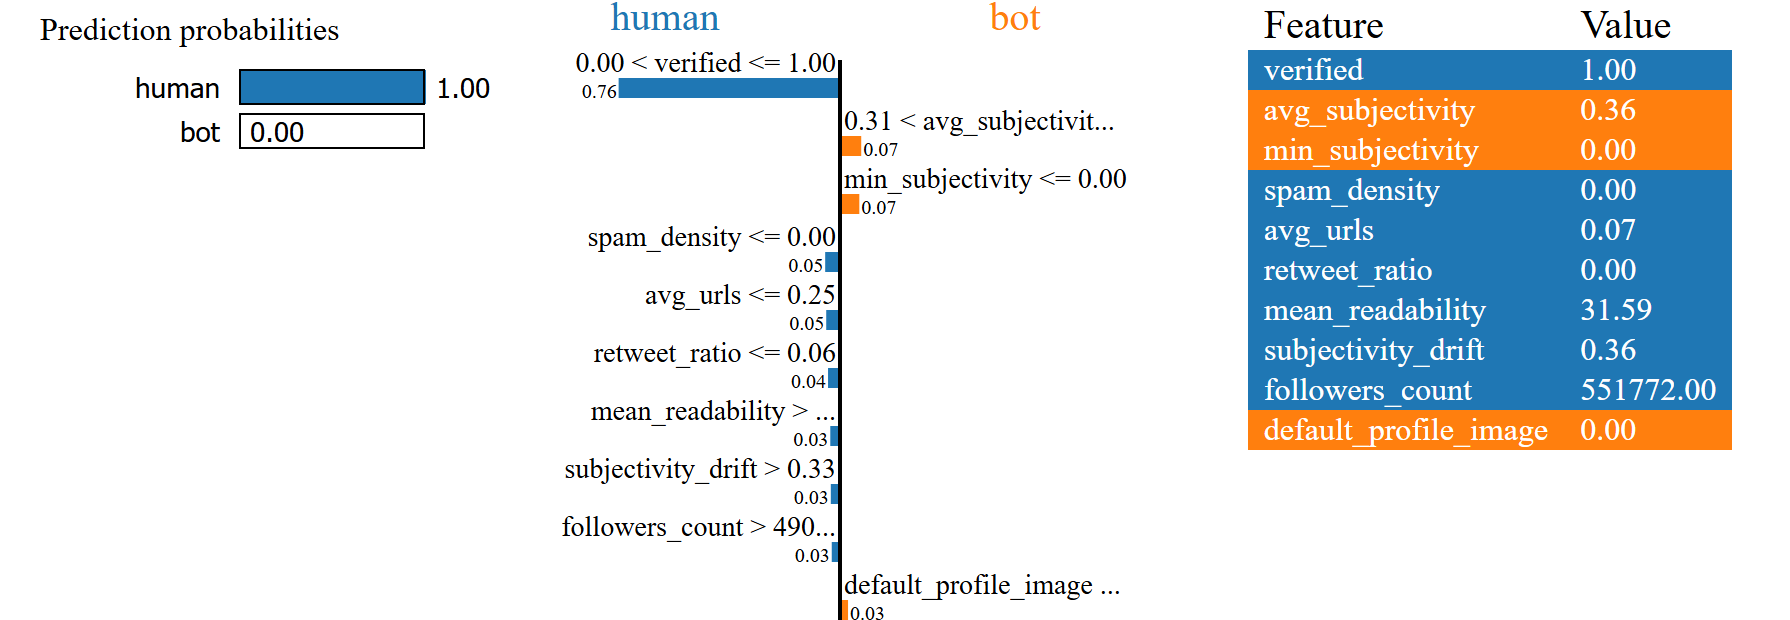 Prediction probabilities
human 1.00
bot 0.00
human bot
0.00 < verified <= 1.00
0.76
0.31 < avg_subjectivit...
0.07
min_subjectivity <= 0.00
0.07
spam_density <= 0.00
0.05
avg_urls <= 0.25
0.05
retweet_ratio <= 0.06
0.04
mean_readability > ...
0.03
subjectivity_drift > 0.33
0.03
followers_count > 490...
0.03
default_profile_image ...
0.03
Feature Value
verified 1.00
avg_subjectivity 0.36
min_subjectivity 0.00
spam_density 0.00
avg_urls 0.07
retweet_ratio 0.00
mean_readability 31.59
subjectivity_drift 0.36
followers_count 551772.00
default_profile_image 0.00